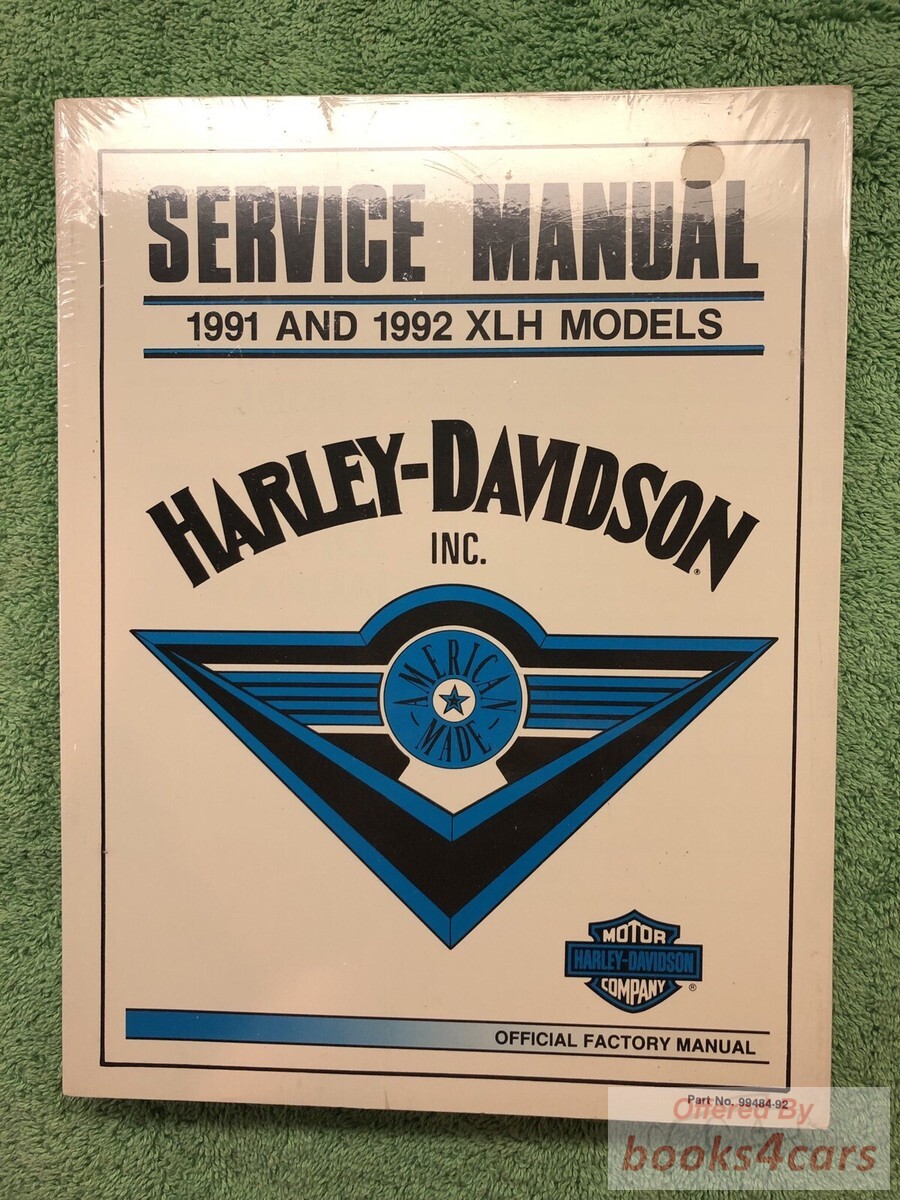 SERVICE MANUAL
1991 AND 1992 XLH MODELS
HARLEY-DAVIDSON
INC.
AMERICAN
MADE
MOTOR
HARLEY-DAVIDSON
COMPANY
®
OFFICIAL FACTORY MANUAL
Part No. 99484-92
Offered By
books4cars